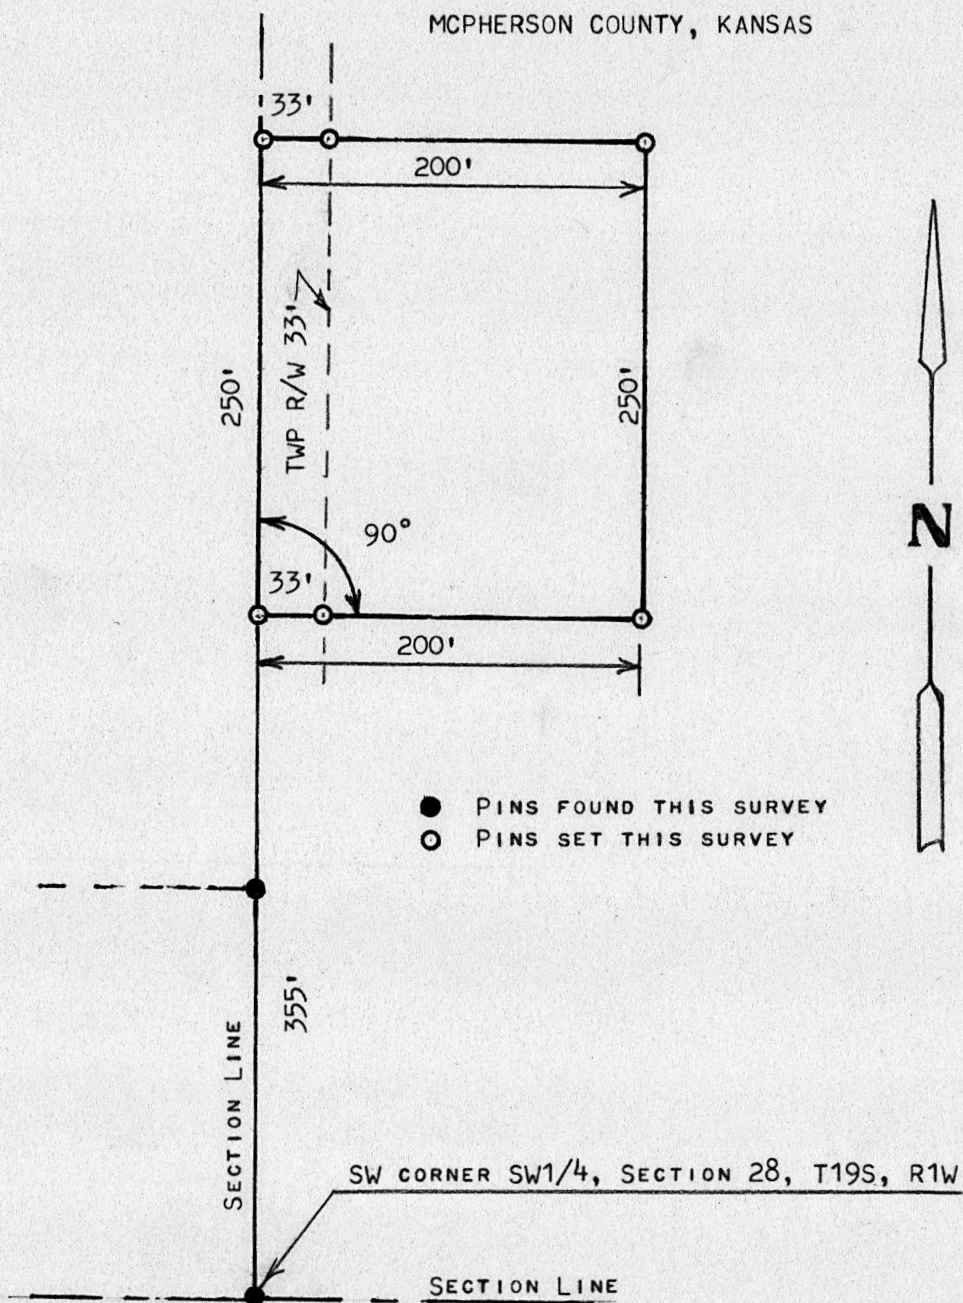 MCPHERSON COUNTY, KANSAS
33'
200'
TWP R/W 33'
250'
250'
90°
33'
200'
N
PINS FOUND THIS SURVEY
PINS SET THIS SURVEY
355'
SECTION LINE
SW CORNER SW1/4, SECTION 28, T19S, R1W
SECTION LINE